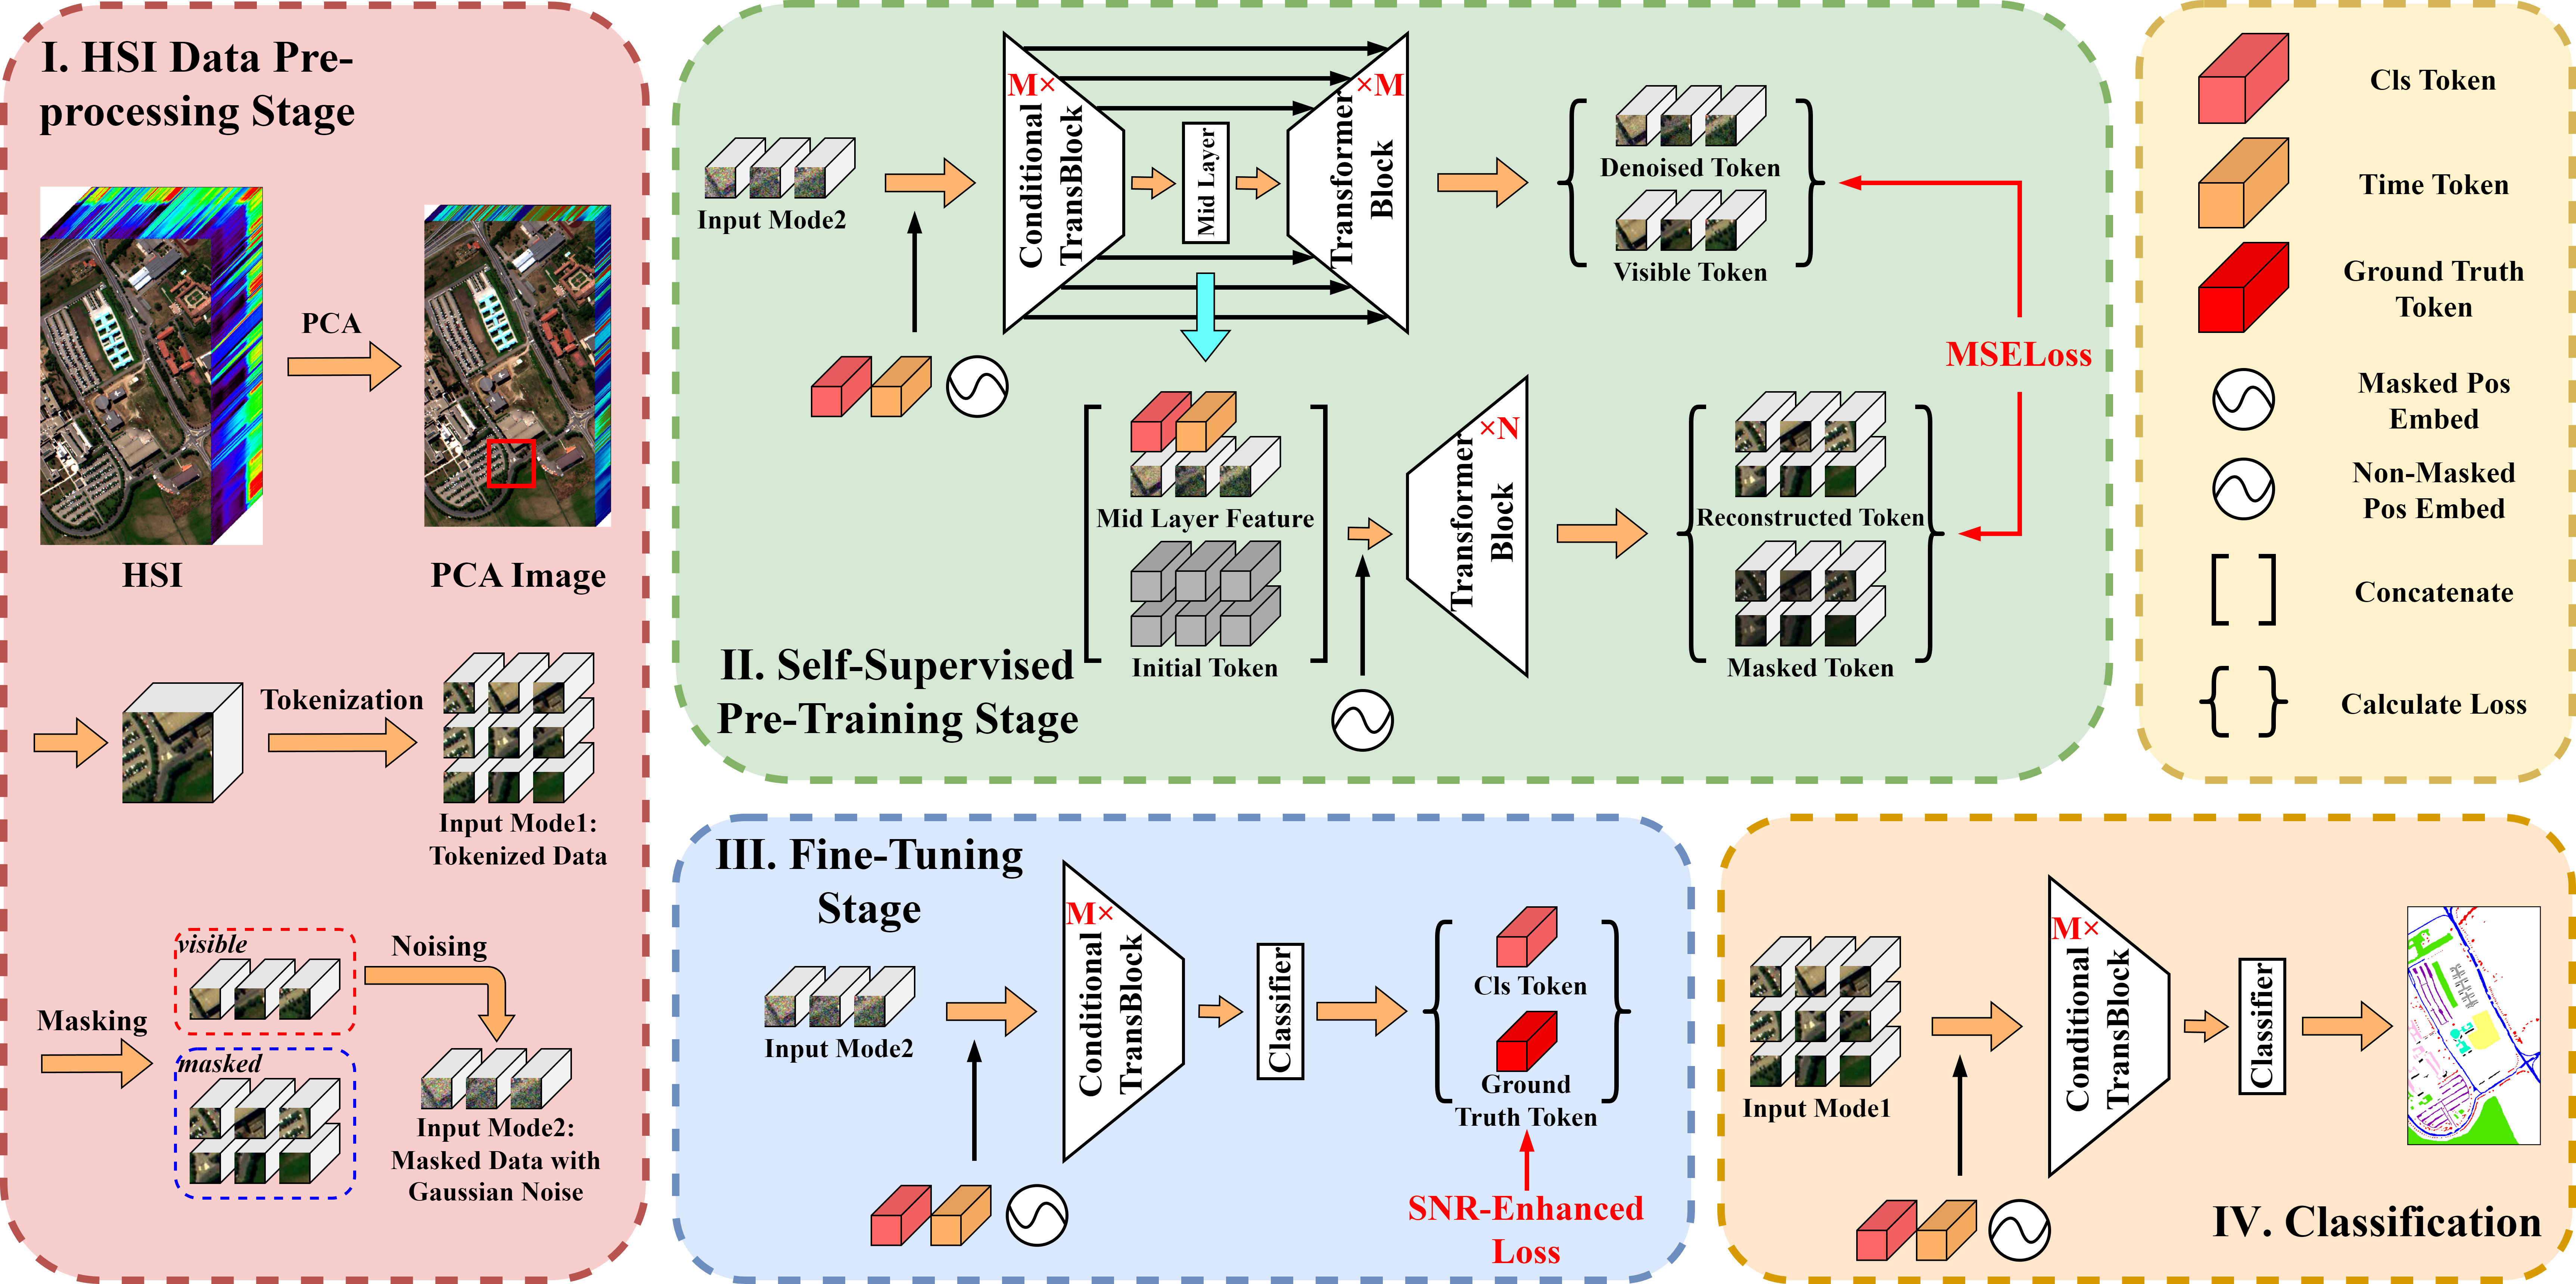 I. HSI Data Pre-
processing Stage
PCA
HSI
PCA Image
Tokenization
Input Mode1:
Tokenized Data
visible
Noising
Masking
masked
Input Mode2:
Masked Data with
Gaussian Noise
M×
Conditional
TransBlock
Mid Layer
×M
Transformer
Block
Input Mode2
Denoised Token
Visible Token
MSELoss
Mid Layer Feature
Initial Token
×N
Transformer
Block
Reconstructed Token
Masked Token
II. Self-Supervised
Pre-Training Stage
Cls Token
Time Token
Ground Truth
Token
Masked Pos
Embed
Non-Masked
Pos Embed
Concatenate
Calculate Loss
III. Fine-Tuning
Stage
Input Mode2
M×
Conditional
TransBlock
Classifier
Cls Token
Ground
Truth Token
SNR-Enhanced
Loss
Input Mode1
M×
Conditional
TransBlock
Classifier
IV. Classification